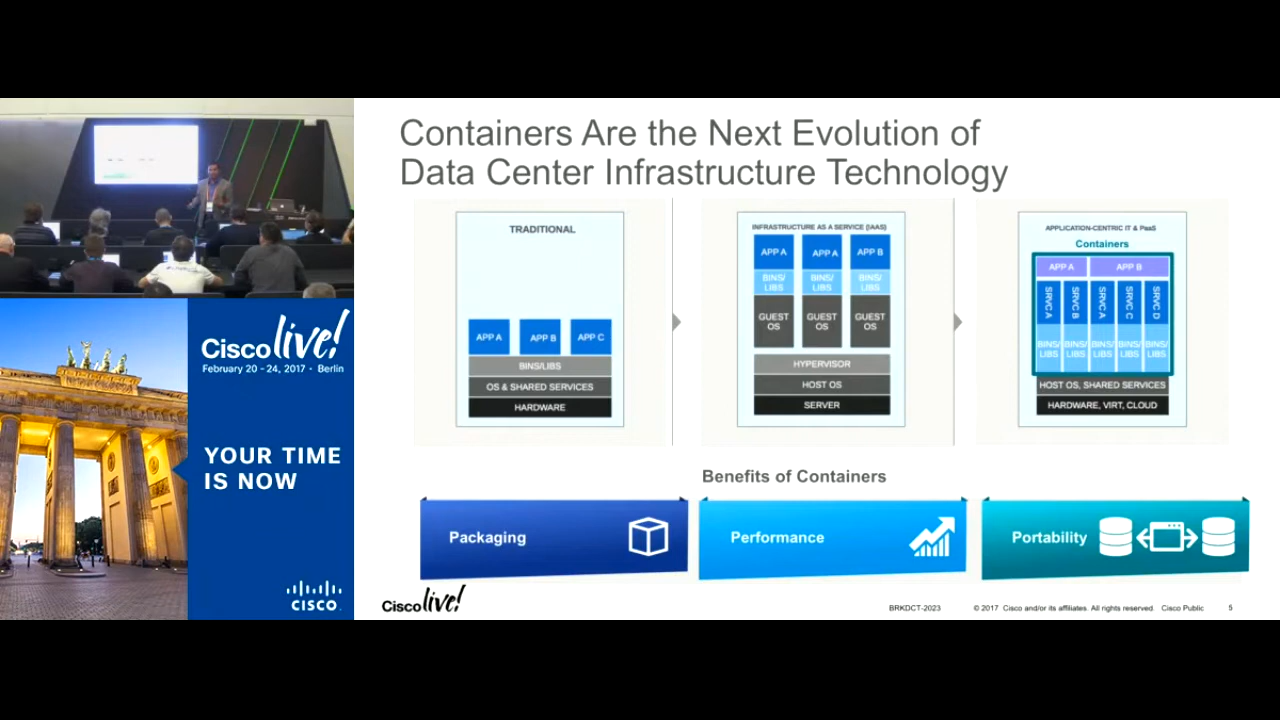 Containers Are the Next Evolution of
Data Center Infrastructure Technology
TRADITIONAL
APP A
APP B
APP C
BINS/LIBS
OS & SHARED SERVICES
HARDWARE
INFRASTRUCTURE AS A SERVICE (IAAS)
APP A
APP A
APP B
BINS/
LIBS
BINS/
LIBS
BINS/
LIBS
GUEST
OS
GUEST
OS
GUEST
OS
HYPERVISOR
HOST OS
SERVER
APPLICATION-CENTRIC IT & PaaS
Containers
APP A
APP B
SRVC A
SRVC B
SRVC A
SRVC C
SRVC D
BINS/
LIBS
BINS/
LIBS
BINS/
LIBS
BINS/
LIBS
BINS/
LIBS
HOST OS, SHARED SERVICES
HARDWARE, VIRT, CLOUD
Benefits of Containers
Packaging
Performance
Portability
Cisco live!
BRKDCT-2023
© 2017 Cisco and/or its affiliates. All rights reserved. Cisco Public
5
Cisco live!
February 20 - 24, 2017 • Berlin
YOUR TIME
IS NOW
CISCO